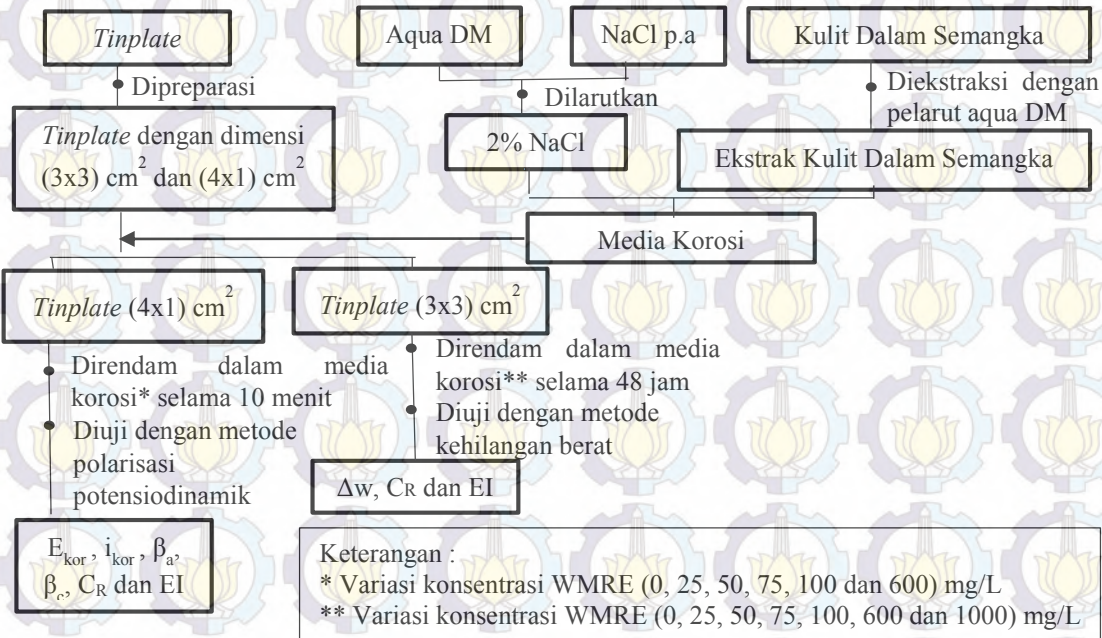 Tinplate
Aqua DM
NaCl p.a
Kulit Dalam Semangka
Dipreparasi
Dilarutkan
Diekstraksi dengan
pelarut aqua DM
Tinplate dengan dimensi
(3x3) cm² dan (4x1) cm²
2% NaCl
Ekstrak Kulit Dalam Semangka
Media Korosi
Tinplate (4x1) cm²
Tinplate (3x3) cm²
Direndam dalam media
korosi* selama 10 menit
Diuji dengan metode
polarisasi
potensiodinamik
Direndam dalam media
korosi** selama 48 jam
Diuji dengan metode
kehilangan berat
Δw, CR dan EI
Ekor , ikor , βa,
βc, CR dan EI
Keterangan :
* Variasi konsentrasi WMRE (0, 25, 50, 75, 100 dan 600) mg/L
** Variasi konsentrasi WMRE (0, 25, 50, 75, 100, 600 dan 1000) mg/L